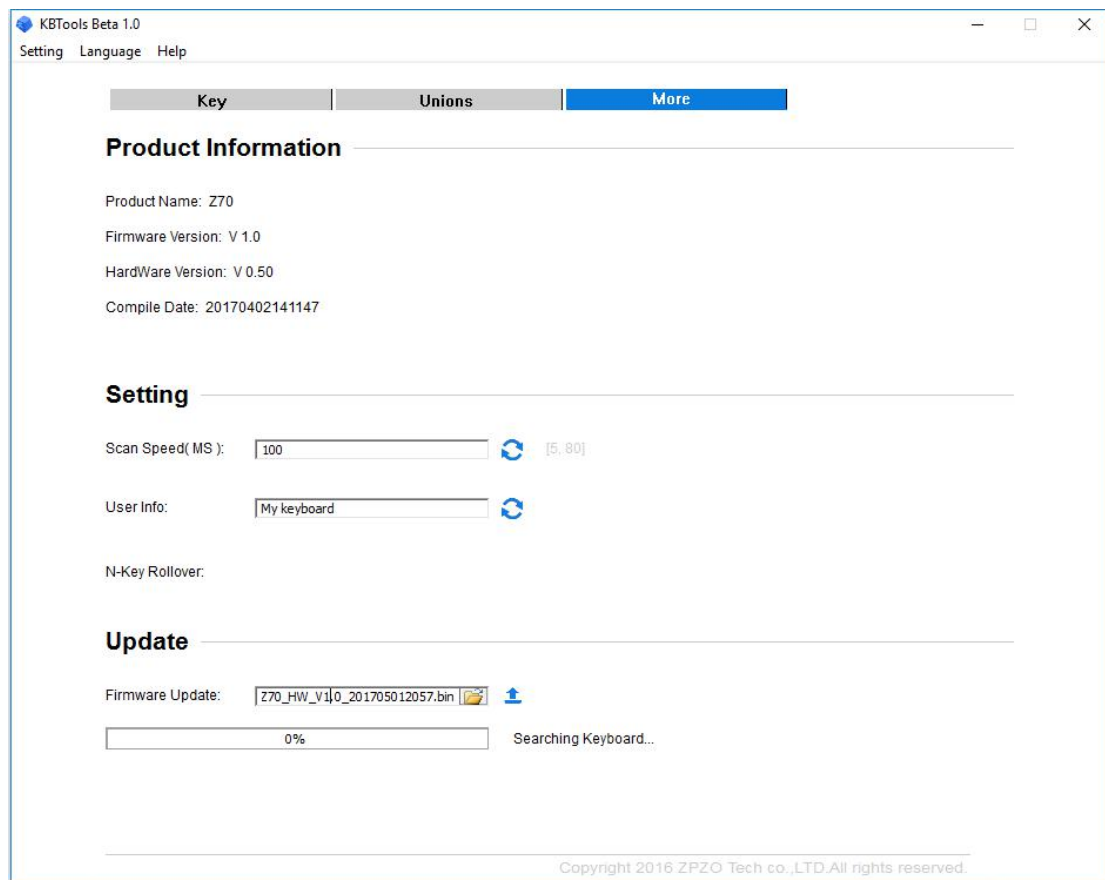 KBTools Beta 1.0
Setting Language Help
Key Unions More
Product Information
Product Name: Z70
Firmware Version: V 1.0
HardWare Version: V 0.50
Compile Date: 20170402141147
Setting
Scan Speed( MS ): 100 [5, 80]
User Info: My keyboard
N-Key Rollover:
Update
Firmware Update: Z70_HW_V1.0_201705012057.bin
0% Searching Keyboard...
Copyright 2016 ZPZO Tech co.,LTD.All rights reserved.